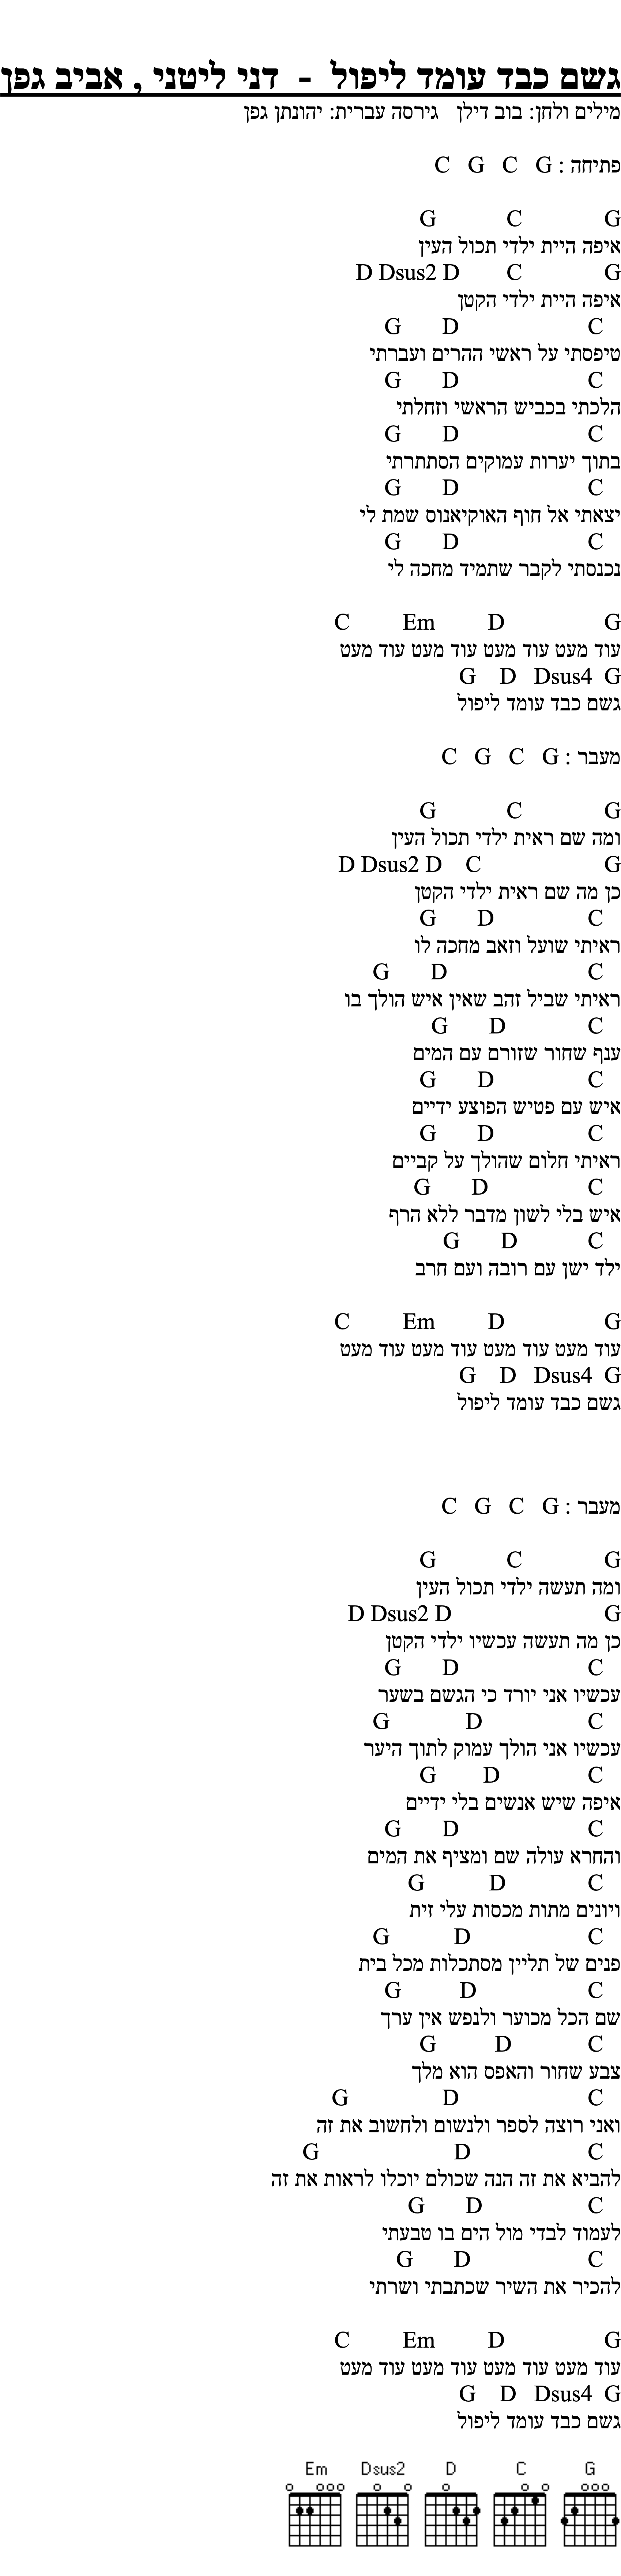 גשם כבד עומד ליפול - דני ליטני , אביב גפן
מילים ולחן: בוב דילן גירסה עברית: יהונתן גפן
פתיחה : C G C G
G C G
איפה היית ילדי תכול העין
D Dsus2 D C G
איפה היית ילדי הקטן
G D C
טיפסתי על ראשי ההרים ועברתי
G D C
הלכתי בכביש הראשי וזחלתי
G D C
בתוך יערות עמוקים הסתתרתי
G D C
יצאתי אל חוף האוקיאנוס שמת לי
G D C
נכנסתי לקבר שתמיד מחכה לי
C Em D G
עוד מעט עוד מעט עוד מעט עוד מעט
G D Dsus4 G
גשם כבד עומד ליפול
מעבר : C G C G
G C G
ומה שם ראית ילדי תכול העין
D Dsus2 D C G
כן מה שם ראית ילדי הקטן
G D C
ראיתי שועל וזאב מחכה לו
G D C
ראיתי שביל זהב שאין איש הולך בו
G D C
ענף שחור שזורם עם המים
G D C
איש עם פטיש הפוצע ידיים
G D C
ראיתי חלום שהולך על קביים
G D C
איש בלי לשון מדבר ללא הרף
G D C
ילד ישן עם רובה ועם חרב
C Em D G
עוד מעט עוד מעט עוד מעט עוד מעט
G D Dsus4 G
גשם כבד עומד ליפול
מעבר : C G C G
G C G
ומה תעשה ילדי תכול העין
D Dsus2 D G
כן מה תעשה עכשיו ילדי הקטן
G D C
עכשיו אני יורד כי הגשם בשער
G D C
עכשיו אני הולך עמוק לתוך היער
G D C
איפה שיש אנשים בלי ידיים
G D C
והחרא עולה שם ומציף את המים
G D C
ויונים מתות מכסות עלי זית
G D C
פנים של תליין מסתכלות מכל בית
G D C
שם הכל מכוער ולנפש אין ערך
G D C
צבע שחור והאפס הוא מלך
G D C
ואני רוצה לספר ולנשום ולחשוב את זה
G D C
להביא את זה הנה שכולם יוכלו לראות את זה
G D C
לעמוד לבדי מול הים בו טבעתי
G D C
להכיר את השיר שכתבתי ושרתי
C Em D G
עוד מעט עוד מעט עוד מעט עוד מעט
G D Dsus4 G
גשם כבד עומד ליפול
Em Dsus2 D C G